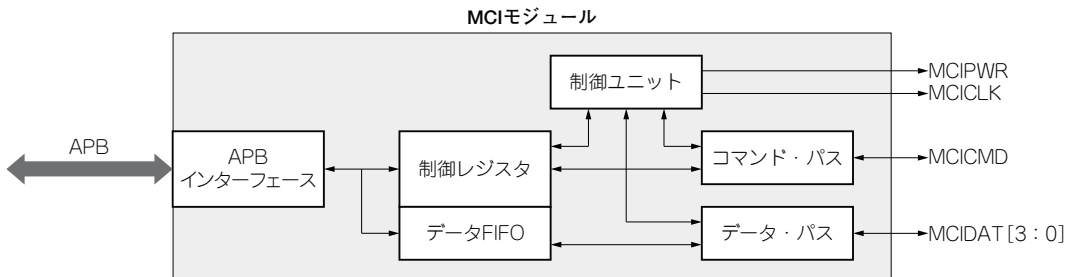 MCIモジュール
制御ユニット
MCIPWR
MCICLK
APB
APB
インターフェース
制御レジスタ
コマンド・パス
MCICMD
データFIFO
データ・パス
MCIDAT[3：0]